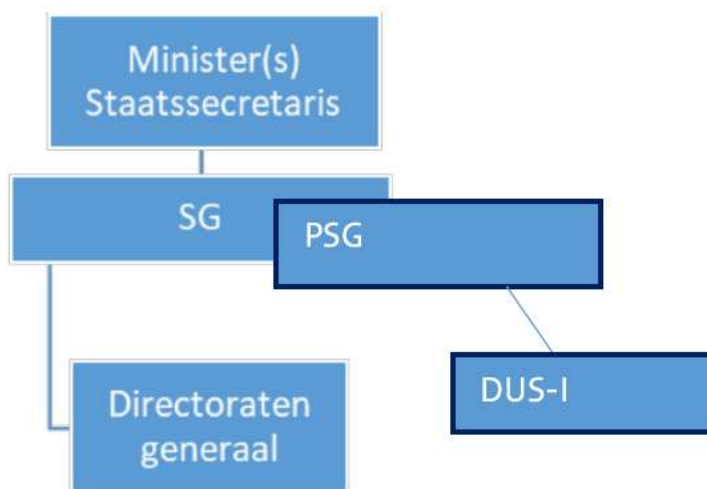 Minister(s)
Staatssecretaris
SG
PSG
DUS-I
Directoraten
generaal